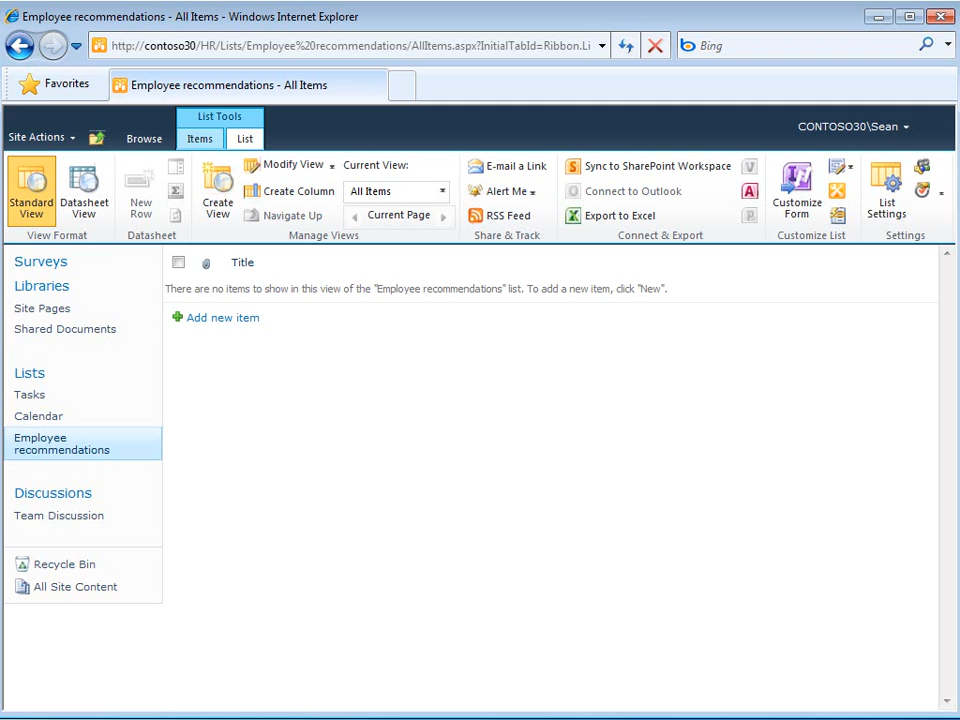 Employee recommendations - All Items - Windows Internet Explorer
http://contoso30/HR/Lists/Employee%20recommendations/AllItems.aspx?InitialTabId=Ribbon.Li
Bing
Favorites
Employee recommendations - All Items
List Tools
Site Actions
Browse
Items
List
CONTOSO30\Sean
Standard View
Datasheet View
View Format
New Row
Datasheet
Create View
Modify View
Create Column
Navigate Up
Current View:
All Items
Current Page
Manage Views
E-mail a Link
Alert Me
RSS Feed
Share & Track
Sync to SharePoint Workspace
Connect to Outlook
Export to Excel
Connect & Export
Customize Form
Customize List
List Settings
Settings
Surveys
Libraries
Site Pages
Shared Documents
Lists
Tasks
Calendar
Employee
recommendations
Discussions
Team Discussion
Recycle Bin
All Site Content
Title
There are no items to show in this view of the "Employee recommendations" list. To add a new item, click "New".
Add new item